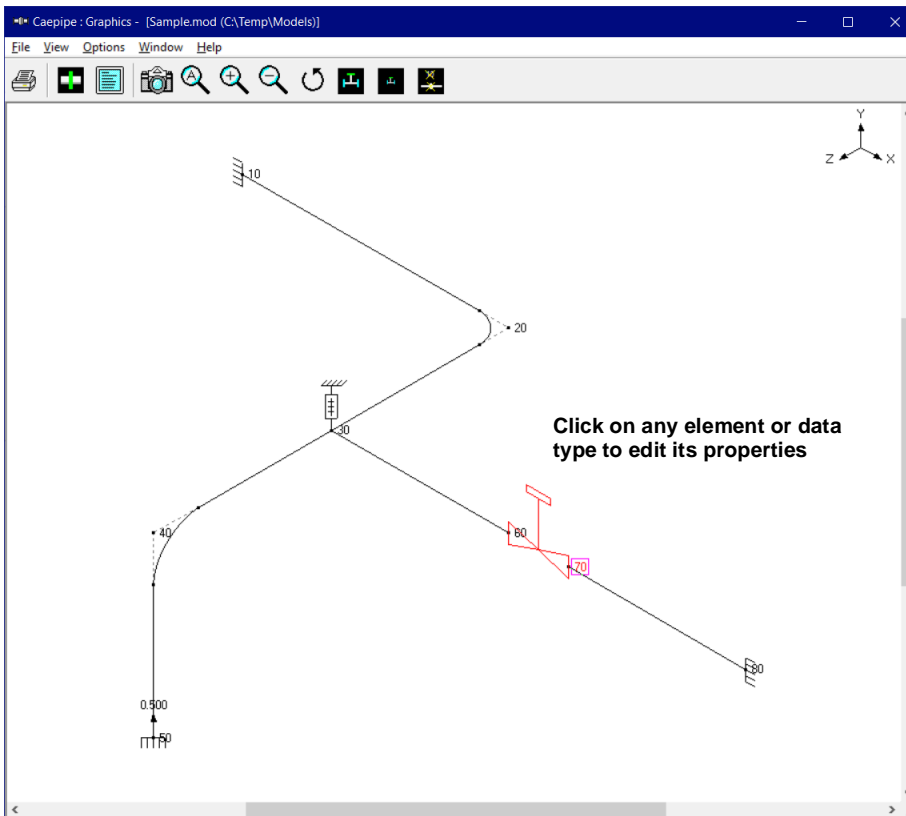 Caepipe : Graphics - [Sample.mod (C:\Temp\Models)]
File View Options Window Help
A
Y
Z X
10
20
30
Click on any element or data
type to edit its properties
40
60
70
80
0.500
50